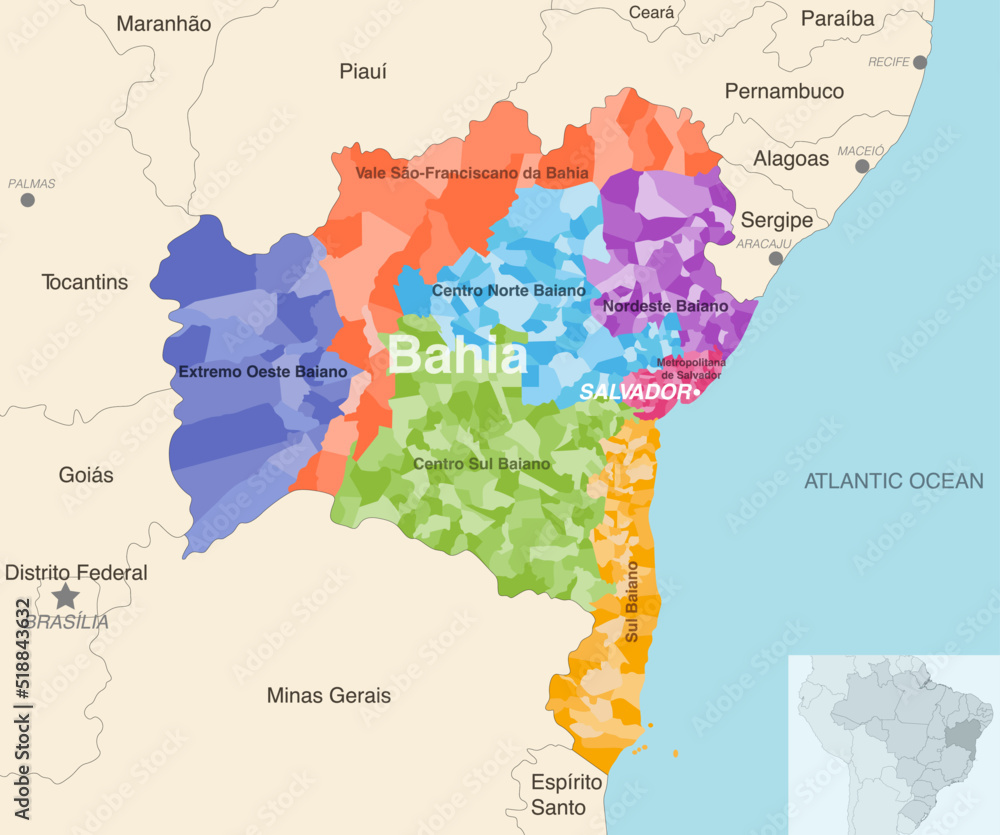 Maranhão
Ceará
Paraíba
Piauí
RECIFE
Pernambuco
Alagoas
MACEIÓ
PALMAS
Vale São-Franciscano da Bahia
Sergipe
ARACAJU
Tocantins
Centro Norte Baiano
Nordeste Baiano
Bahia
Extremo Oeste Baiano
Metropolitana
de Salvador
SALVADOR
Centro Sul Baiano
Goiás
ATLANTIC OCEAN
Distrito Federal
BRASÍLIA
Sul Baiano
Minas Gerais
Espírito
Santo
Adobe Stock | #518843632
Adobe Stock